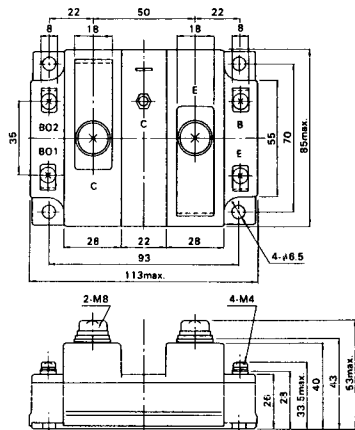 22 50 22
8 18 18 8
E
BO2 C B
BO1 E
C
35
55
70
85max.
28 22 28
93
4-φ6.5
113max.
2-M8
4-M4
26
28
33.5max.
40
43
53max.